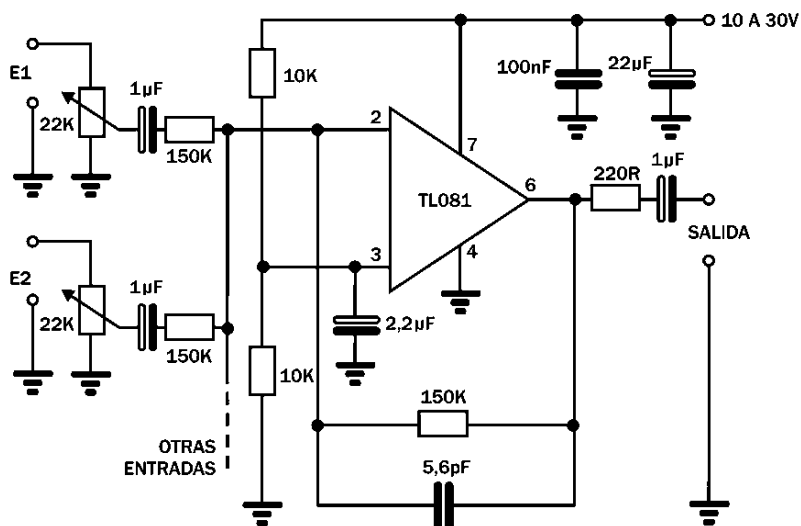 10 A 30V
E1
1µF
10K
100nF
22µF
22K
150K
2
7
TL081
6
220R
1µF
SALIDA
3
4
E2
1µF
22K
150K
2,2µF
10K
OTRAS
ENTRADAS
150K
5,6pF